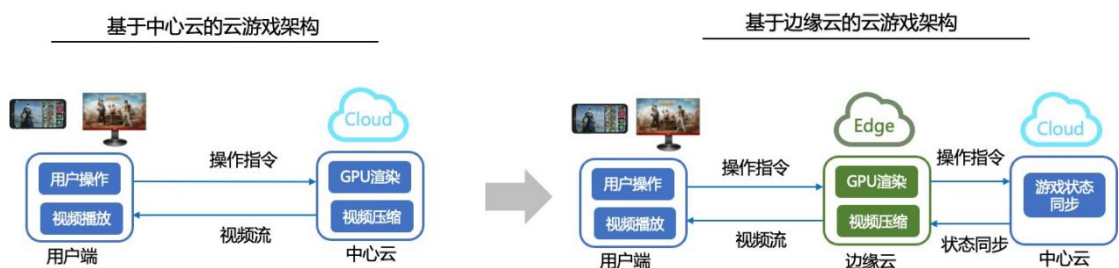 基于中心云的云游戏架构
Cloud
操作指令
用户操作
GPU渲染
视频播放
视频压缩
视频流
用户端
中心云
基于边缘云的云游戏架构
Edge
Cloud
操作指令
操作指令
用户操作
GPU渲染
游戏状态
同步
视频播放
视频压缩
视频流
状态同步
用户端
边缘云
中心云